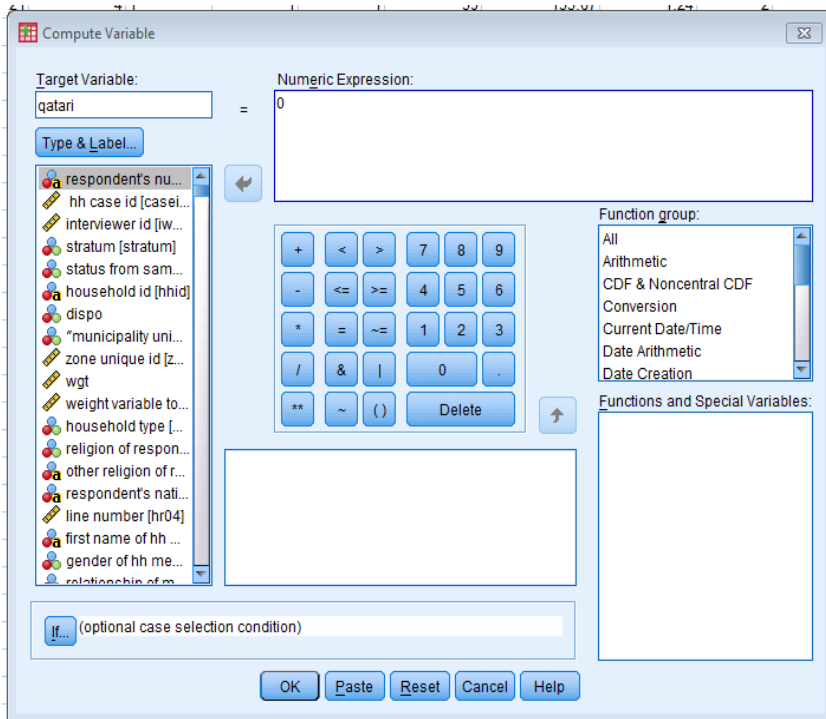 Compute Variable
Target Variable:
qatari
=
Numeric Expression:
0
Type & Label...
respondent's nu...
hh case id [casei...
interviewer id [iw...
stratum [stratum]
status from sam...
household id [hhid]
dispo
"municipality uni...
zone unique id [z...
wgt
weight variable to...
household type [...
religion of respon...
other religion of r...
respondent's nati...
line number [hr04]
first name of hh ...
gender of hh me...
relationship of m...
+ < > 7 8 9
- <= >= 4 5 6
* = ~= 1 2 3
/ & | 0 .
** ~ ( ) Delete
Function group:
All
Arithmetic
CDF & Noncentral CDF
Conversion
Current Date/Time
Date Arithmetic
Date Creation
Functions and Special Variables:
If... (optional case selection condition)
OK Paste Reset Cancel Help